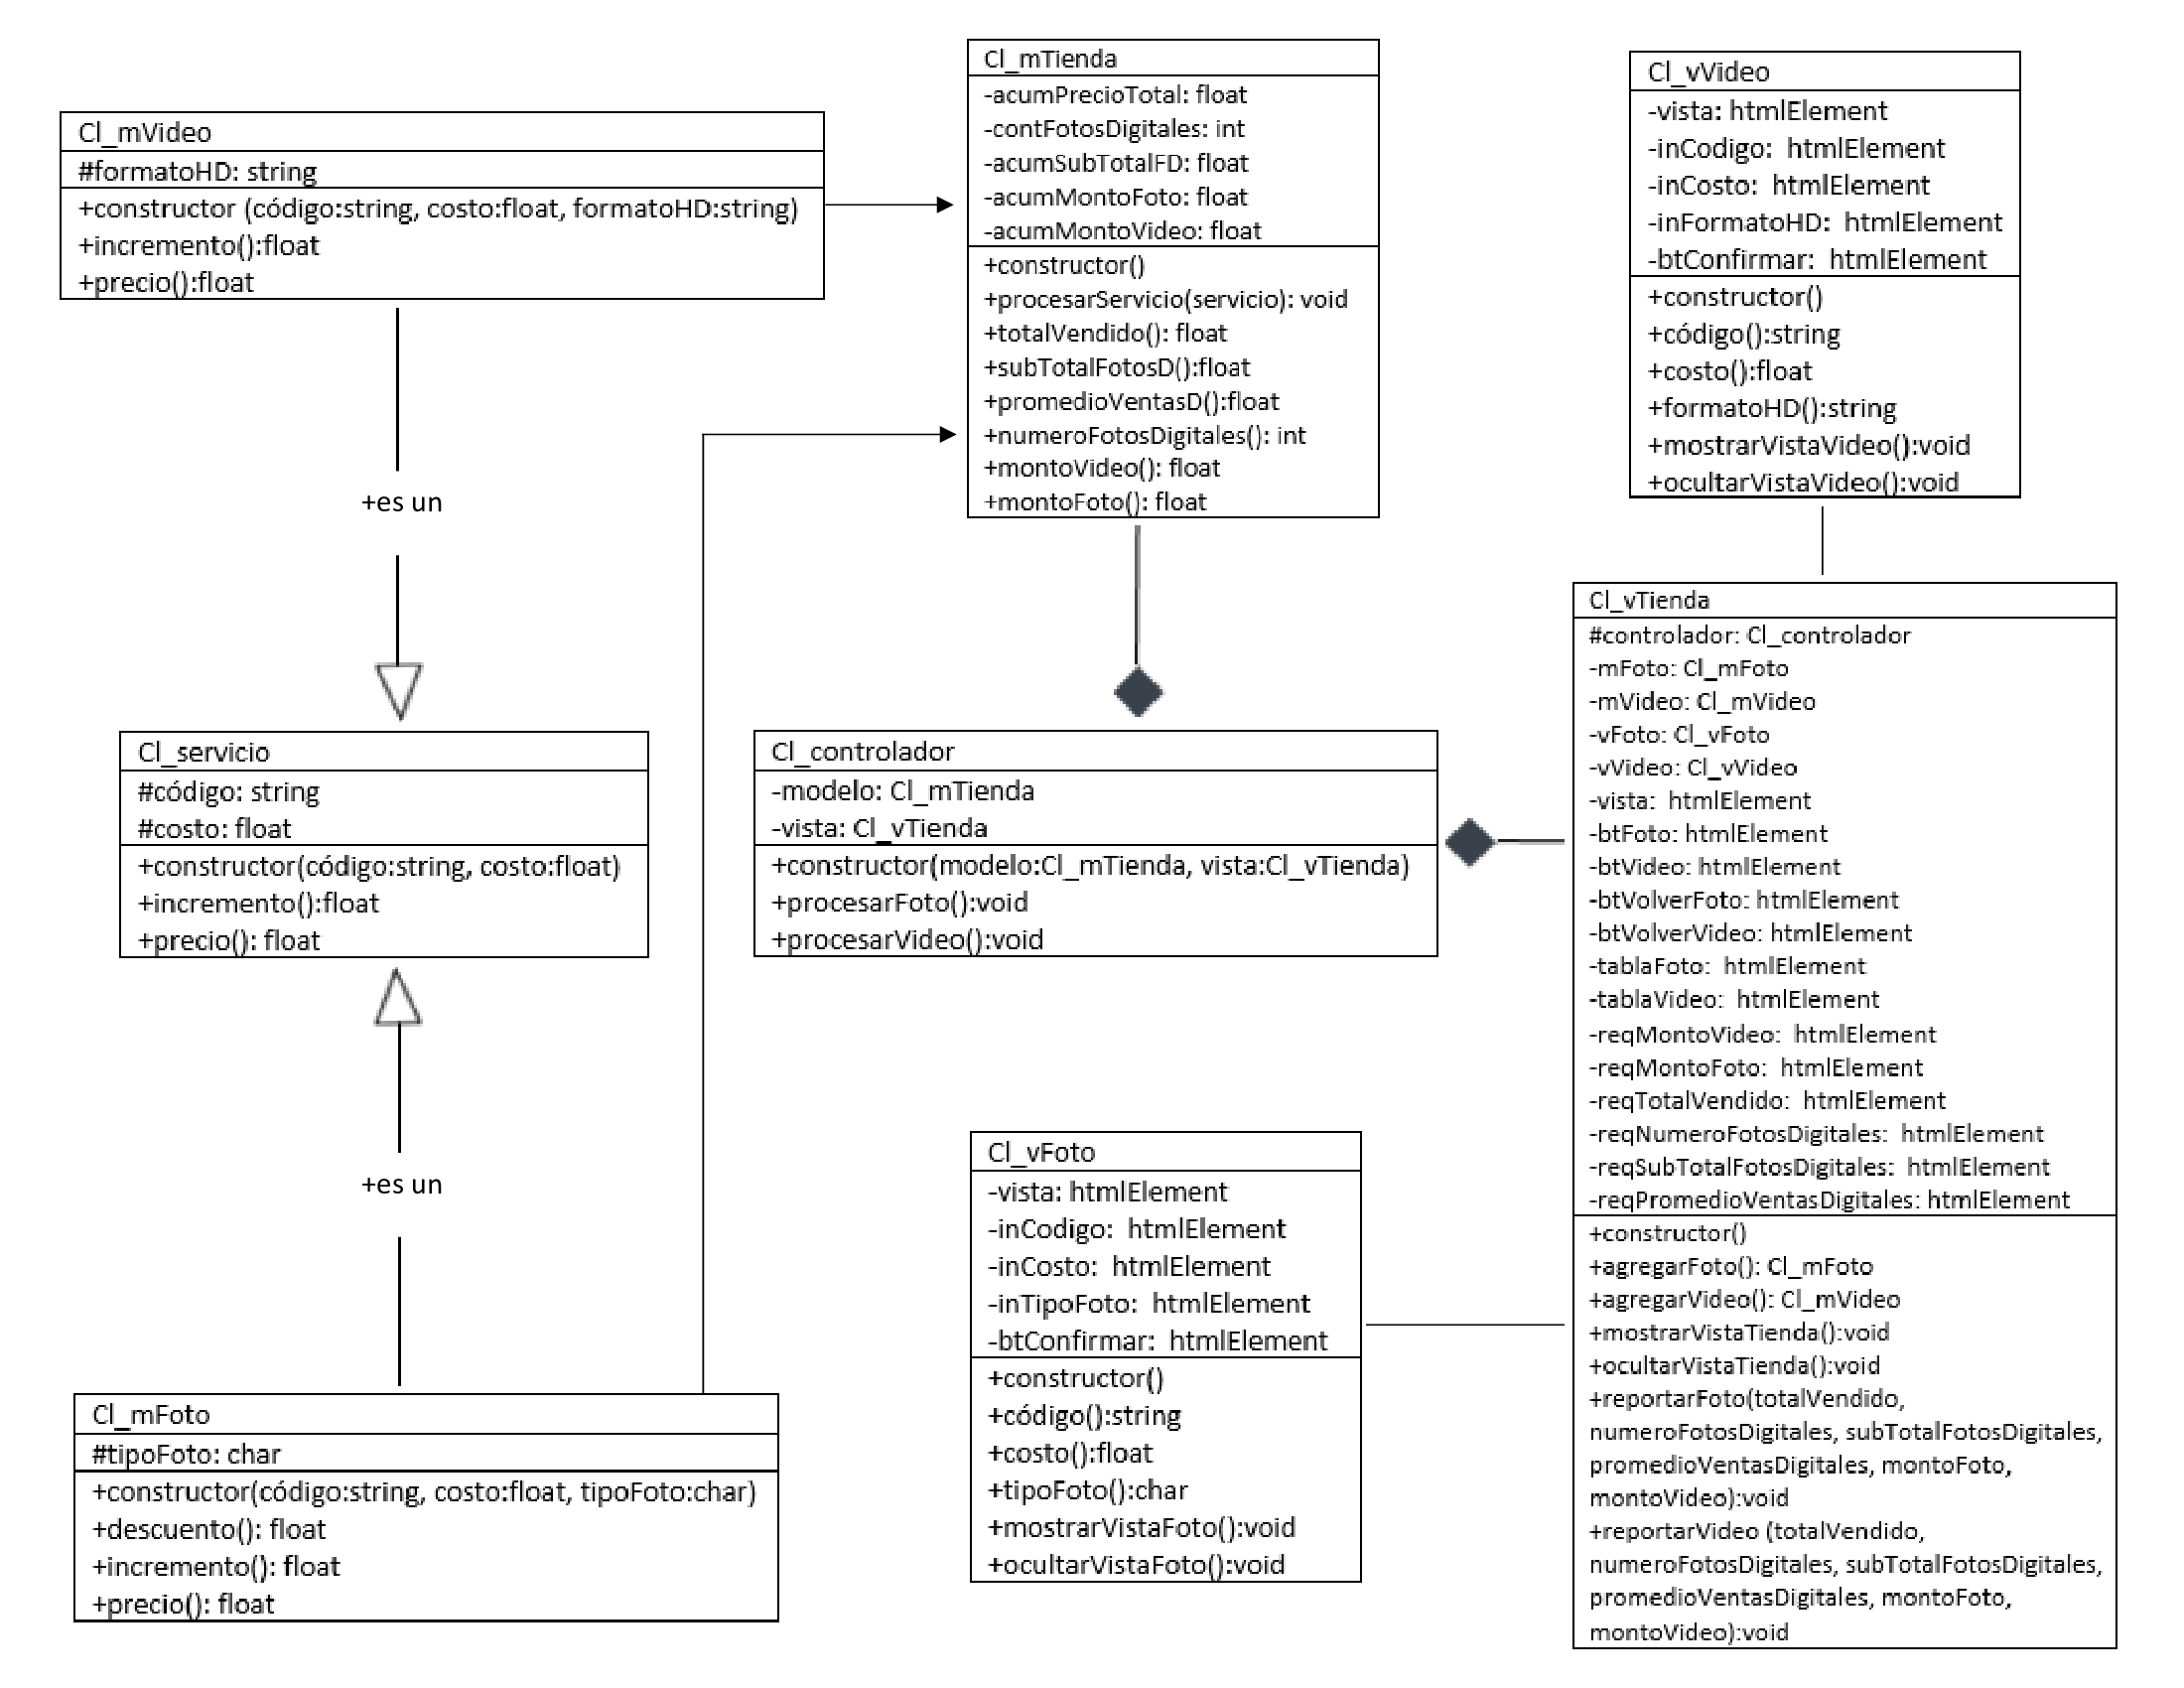 Cl_mVideo
#formatoHD: string
+constructor (código:string, costo:float, formatoHD:string)
+incremento():float
+precio():float
+es un
Cl_servicio
#código: string
#costo: float
+constructor(código:string, costo:float)
+incremento():float
+precio(): float
+es un
Cl_mFoto
#tipoFoto: char
+constructor(código:string, costo:float, tipoFoto:char)
+descuento(): float
+incremento(): float
+precio(): float
Cl_mTienda
-acumPrecioTotal: float
-contFotosDigitales: int
-acumSubTotalFD: float
-acumMontoFoto: float
-acumMontoVideo: float
+constructor()
+procesarServicio(servicio): void
+totalVendido(): float
+subTotalFotosD():float
+promedioVentasD():float
+numeroFotosDigitales(): int
+montoVideo(): float
+montoFoto(): float
Cl_controlador
-modelo: Cl_mTienda
-vista: Cl_vTienda
+constructor(modelo:Cl_mTienda, vista:Cl_vTienda)
+procesarFoto():void
+procesarVideo():void
Cl_vFoto
-vista: htmlElement
-inCodigo:  htmlElement
-inCosto:  htmlElement
-inTipoFoto:  htmlElement
-btConfirmar:  htmlElement
+constructor()
+código():string
+costo():float
+tipoFoto():char
+mostrarVistaFoto():void
+ocultarVistaFoto():void
Cl_vVideo
-vista: htmlElement
-inCodigo:  htmlElement
-inCosto:  htmlElement
-inFormatoHD:  htmlElement
-btConfirmar:  htmlElement
+constructor()
+código():string
+costo():float
+formatoHD():string
+mostrarVistaVideo():void
+ocultarVistaVideo():void
Cl_vTienda
#controlador: Cl_controlador
-mFoto: Cl_mFoto
-mVideo: Cl_mVideo
-vFoto: Cl_vFoto
-vVideo: Cl_vVideo
-vista:  htmlElement
-btFoto: htmlElement
-btVideo: htmlElement
-btVolverFoto: htmlElement
-btVolverVideo: htmlElement
-tablaFoto:  htmlElement
-tablaVideo:  htmlElement
-reqMontoVideo:  htmlElement
-reqMontoFoto:  htmlElement
-reqTotalVendido:  htmlElement
-reqNumeroFotosDigitales:  htmlElement
-reqSubTotalFotosDigitales:  htmlElement
-reqPromedioVentasDigitales: htmlElement
+constructor()
+agregarFoto(): Cl_mFoto
+agregarVideo(): Cl_mVideo
+mostrarVistaTienda():void
+ocultarVistaTienda():void
+reportarFoto(totalVendido,
numeroFotosDigitales, subTotalFotosDigitales,
promedioVentasDigitales, montoFoto,
montoVideo):void
+reportarVideo (totalVendido,
numeroFotosDigitales, subTotalFotosDigitales,
promedioVentasDigitales, montoFoto,
montoVideo):void